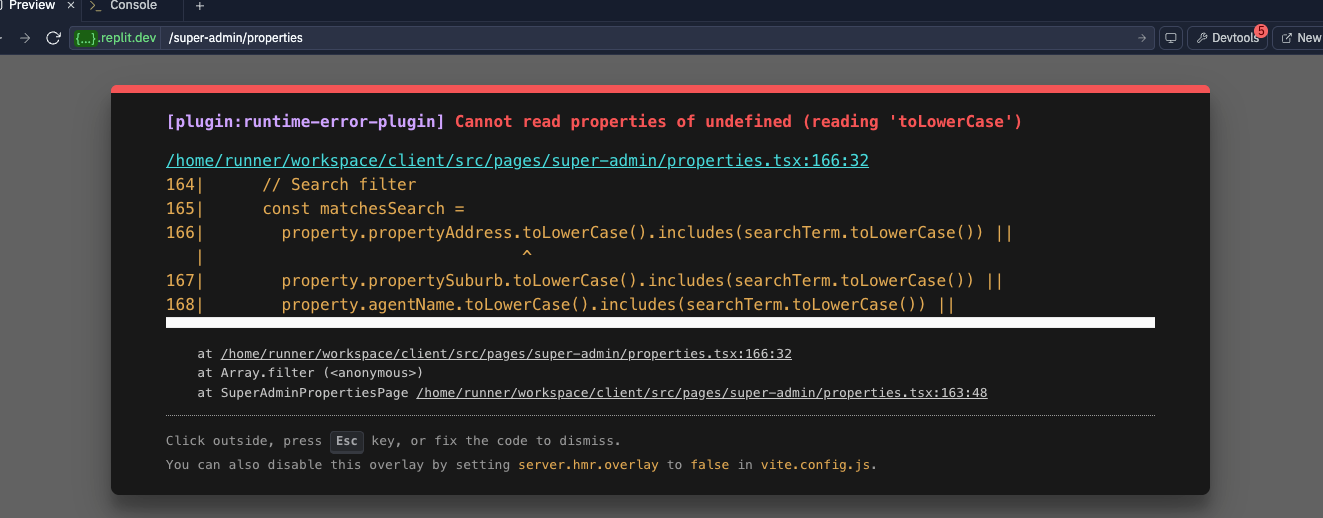 Preview × >_ Console +
{...}.replit.dev /super-admin/properties Devtools 5 New
[plugin:runtime-error-plugin] Cannot read properties of undefined (reading 'toLowerCase')
/home/runner/workspace/client/src/pages/super-admin/properties.tsx:166:32
164|      // Search filter
165|      const matchesSearch =
166|        property.propertyAddress.toLowerCase().includes(searchTerm.toLowerCase()) ||
   |                                 ^
167|        property.propertySuburb.toLowerCase().includes(searchTerm.toLowerCase()) ||
168|        property.agentName.toLowerCase().includes(searchTerm.toLowerCase()) ||
at /home/runner/workspace/client/src/pages/super-admin/properties.tsx:166:32
at Array.filter (<anonymous>)
at SuperAdminPropertiesPage /home/runner/workspace/client/src/pages/super-admin/properties.tsx:163:48
Click outside, press Esc key, or fix the code to dismiss.
You can also disable this overlay by setting server.hmr.overlay to false in vite.config.js.